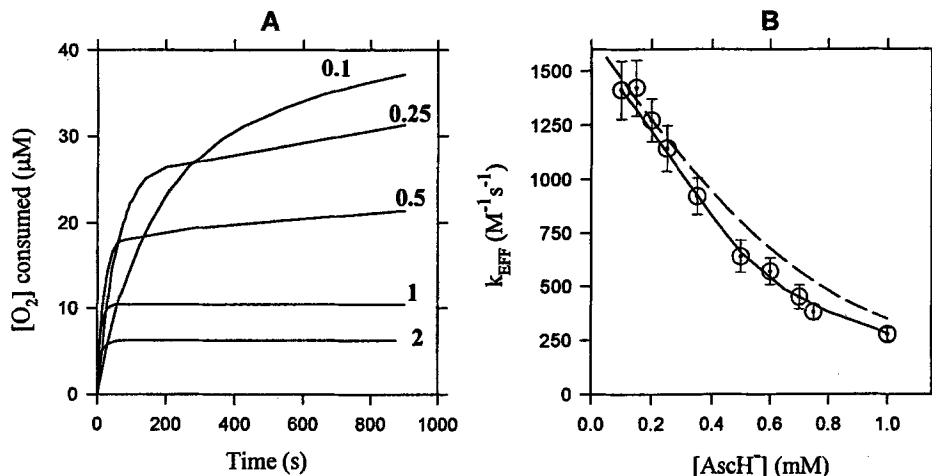 A
B
[O₂] consumed (µM)
40
30
20
10
0
0.1
0.25
0.5
1
2
0 200 400 600 800 1000
Time (s)
k_EFF (M⁻¹s⁻¹)
1500
1250
1000
750
500
250
0
0.0 0.2 0.4 0.6 0.8 1.0
[AscH⁻] (mM)